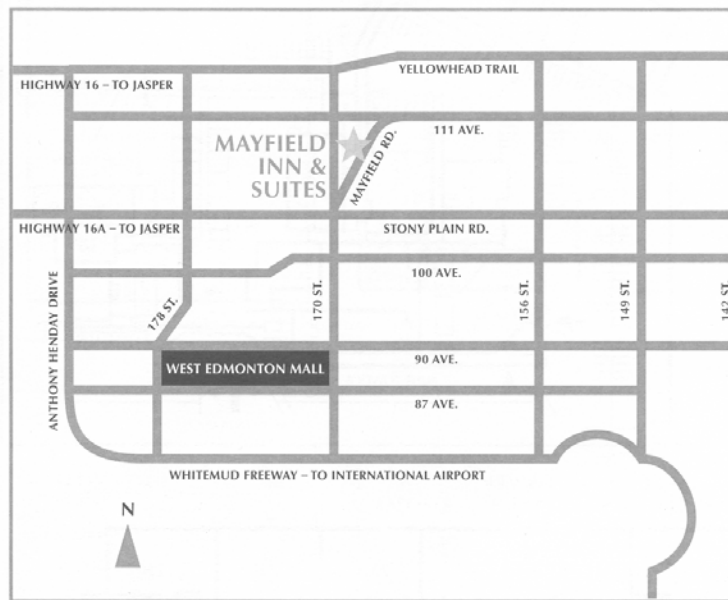 YELLOWHEAD TRAIL
HIGHWAY 16 – TO JASPER
111 AVE.
MAYFIELD
INN &
SUITES
MAYFIELD RD.
HIGHWAY 16A – TO JASPER
STONY PLAIN RD.
100 AVE.
ANTHONY HENDAY DRIVE
178 ST.
170 ST.
156 ST.
149 ST.
142 ST
90 AVE.
WEST EDMONTON MALL
87 AVE.
WHITEMUD FREEWAY – TO INTERNATIONAL AIRPORT
N